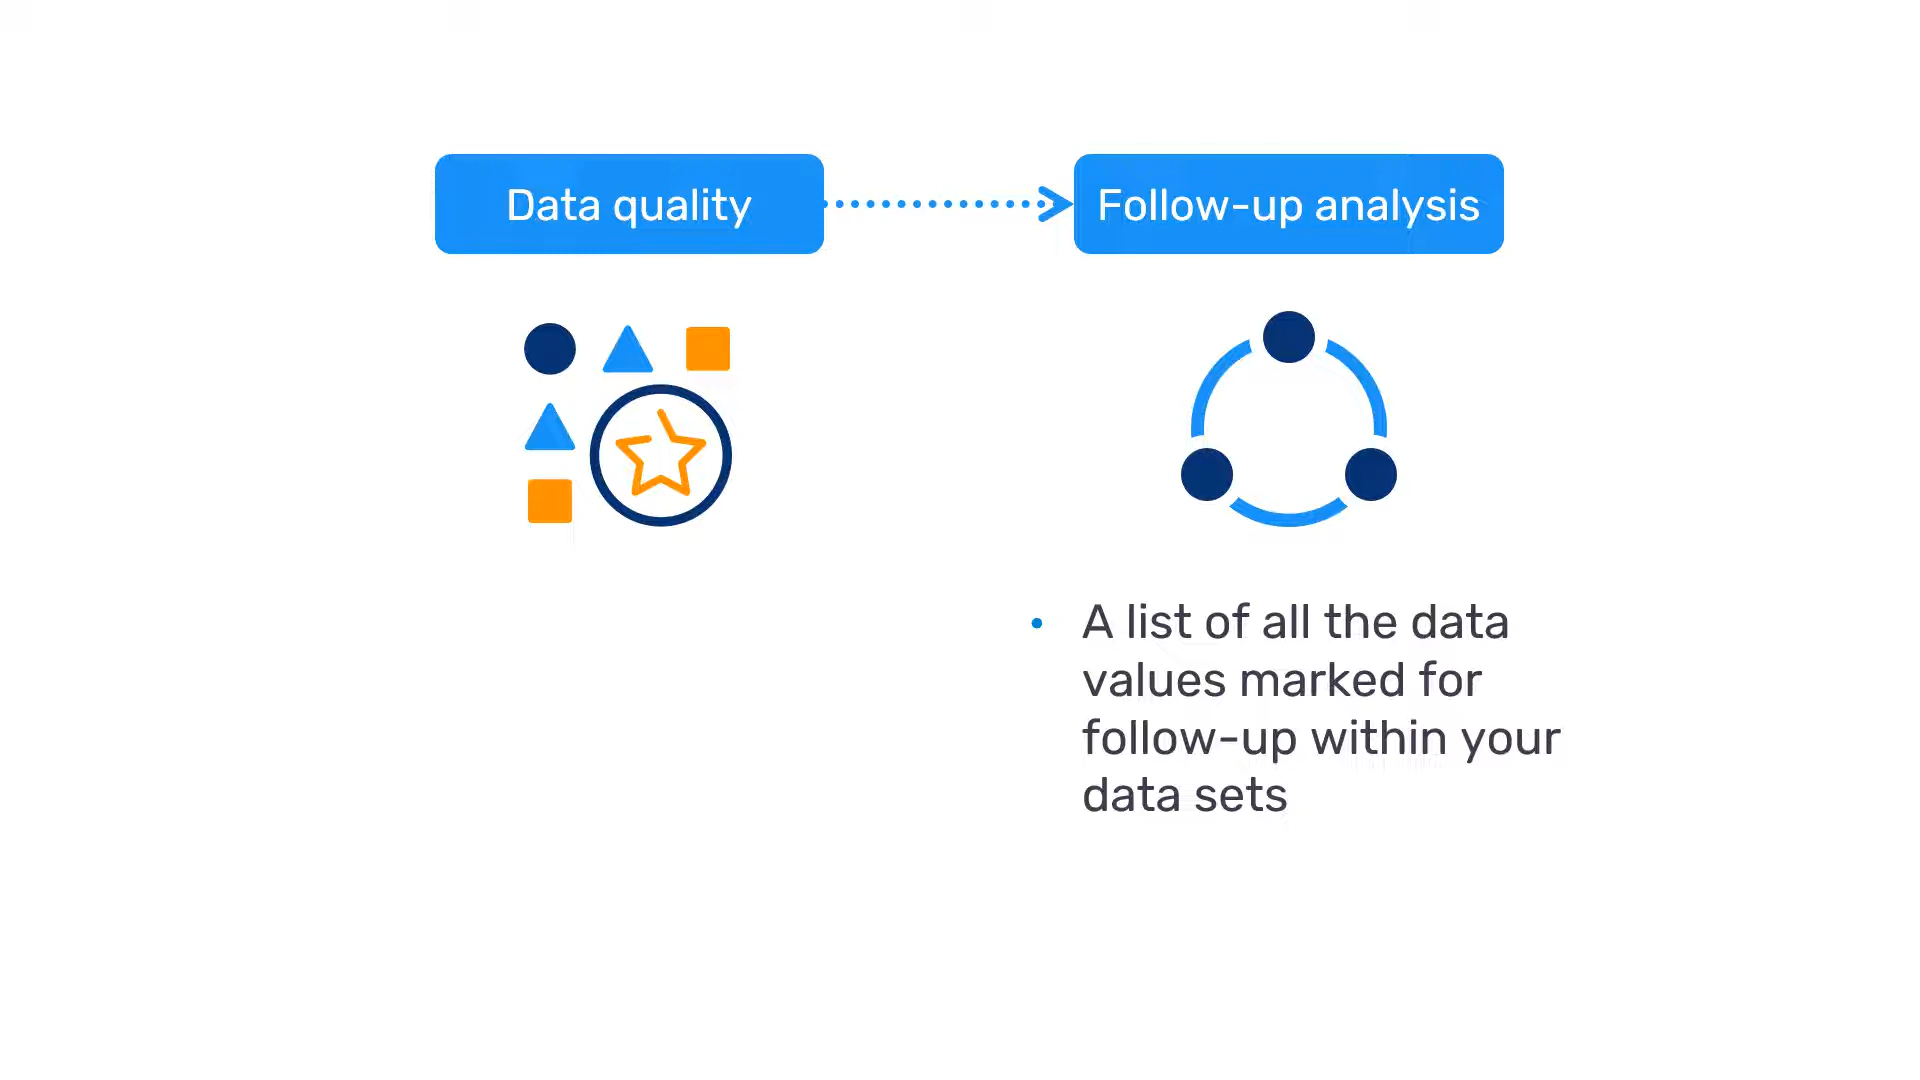 Data quality
Follow-up analysis
• A list of all the data
values marked for
follow-up within your
data sets